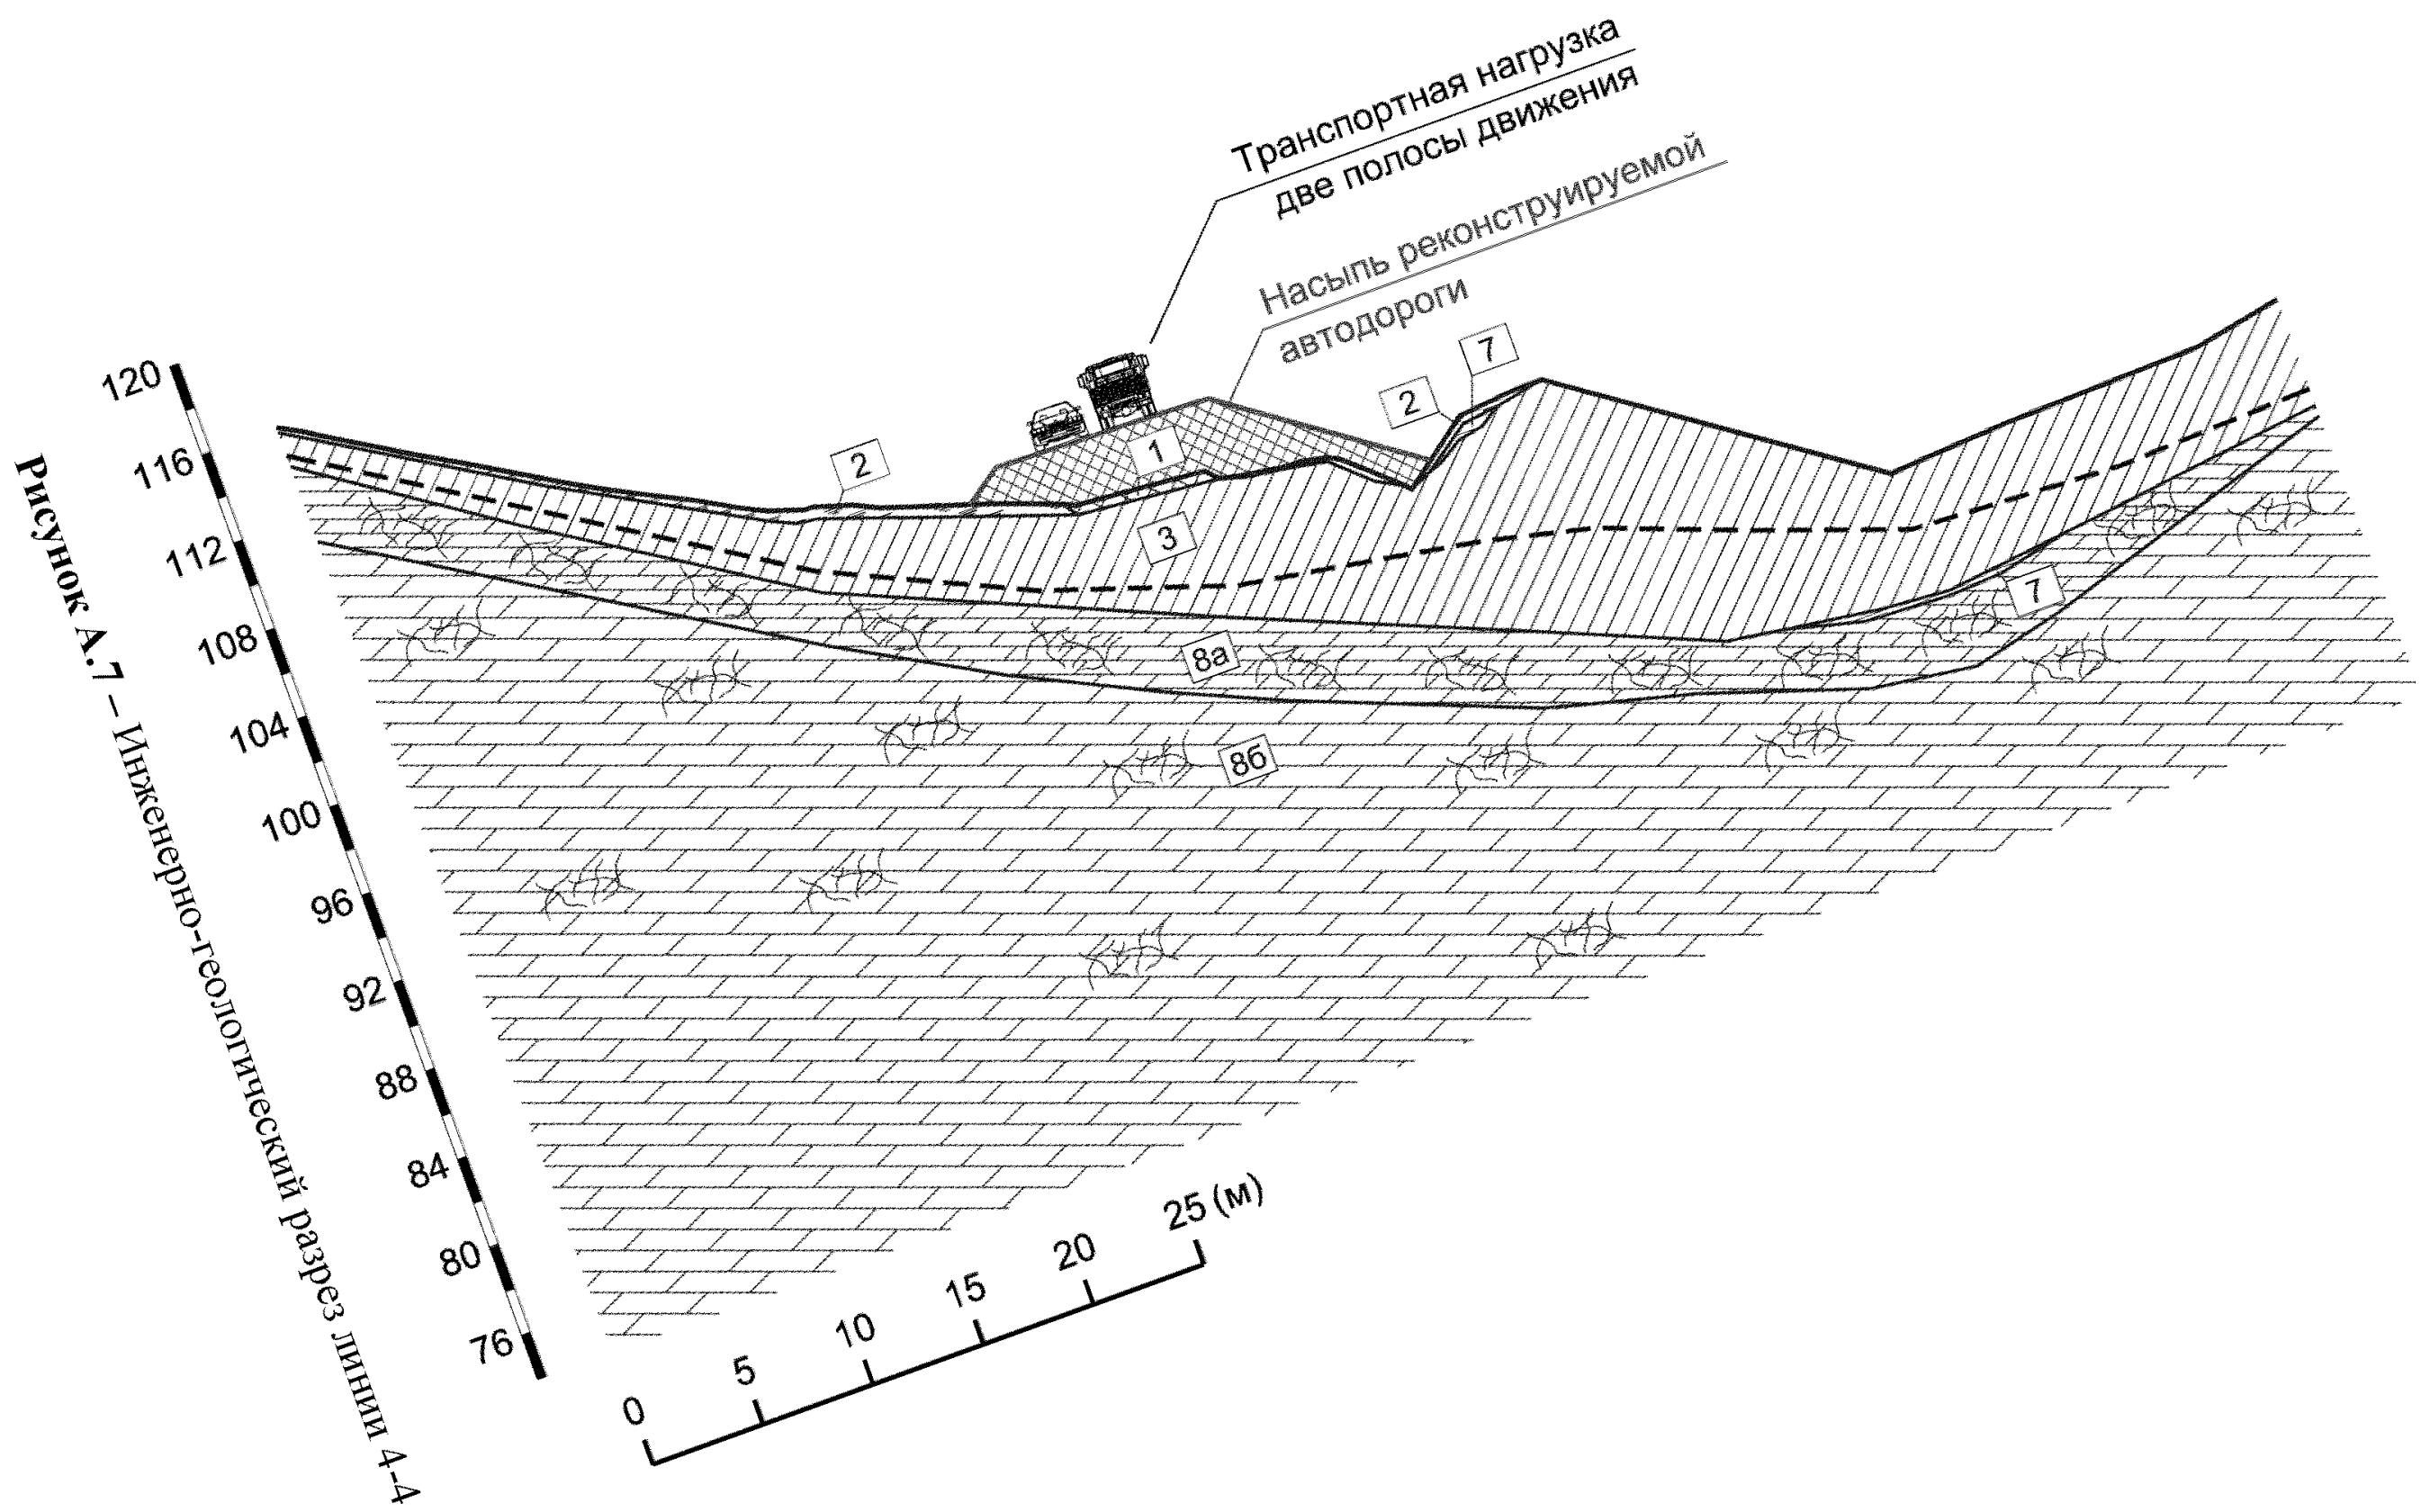 Транспортная нагрузка
две полосы движения
Насыпь реконструируемой
автодороги
7
2
1
2
3
7
8а
8б
120
116
112
108
104
100
96
92
88
84
80
76
0
5
10
15
20
25 (м)
Рисунок А.7 – Инженерно-геологический разрез линии 4-4